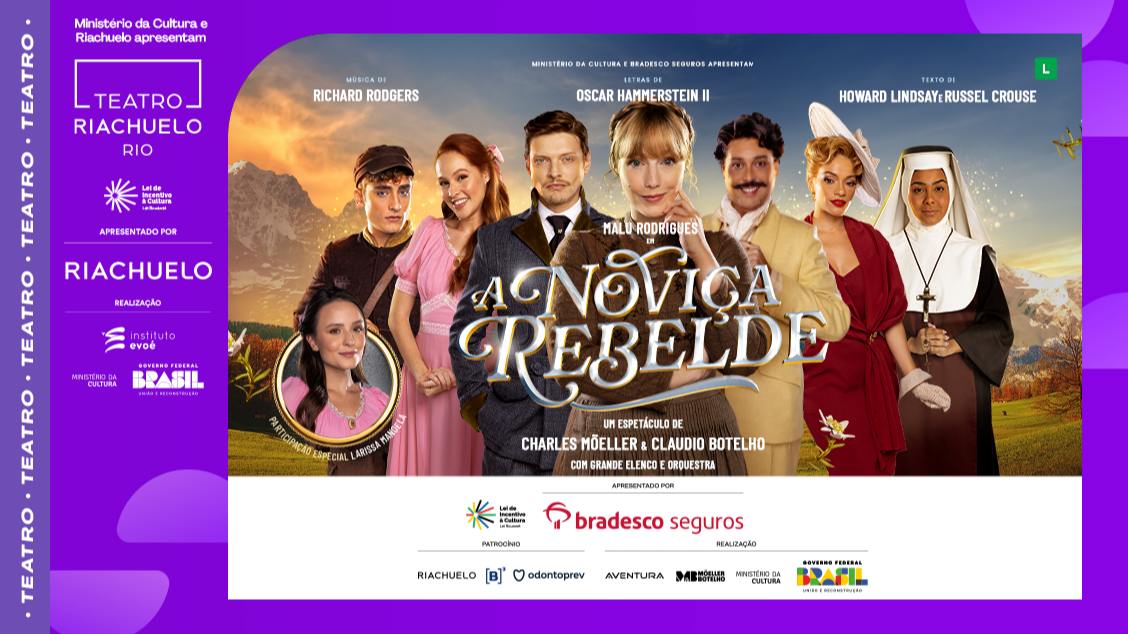 • TEATRO • TEATRO • TEATRO • TEATRO • TEATRO • TEATRO •
Ministério da Cultura e
Riachuelo apresentam
TEATRO
RIACHUELO
RIO
Lei de
Incentivo
à Cultura
Lei Rouanet
APRESENTADO POR
RIACHUELO
REALIZAÇÃO
instituto
evoé
MINISTÉRIO DA
CULTURA
GOVERNO FEDERAL
BRASIL
UNIÃO E RECONSTRUÇÃO
MINISTÉRIO DA CULTURA E BRADESCO SEGUROS APRESENTAM
L
MÚSICA DE
RICHARD RODGERS
LETRAS DE
OSCAR HAMMERSTEIN II
TEXTO DE
HOWARD LINDSAY E RUSSEL CROUSE
MALU RODRIGUES
EM
A NOVIÇA
REBELDE
PARTICIPAÇÃO ESPECIAL LARISSA MANOELA
UM ESPETÁCULO DE
CHARLES MÖELLER & CLAUDIO BOTELHO
COM GRANDE ELENCO E ORQUESTRA
APRESENTADO POR
Lei de
Incentivo
à Cultura
Lei Rouanet
bradesco seguros
PATROCÍNIO
RIACHUELO [B]³ odontoprev
REALIZAÇÃO
AVENTURA
MÖELLER
BOTELHO
MINISTÉRIO DA
CULTURA
GOVERNO FEDERAL
BRASIL
UNIÃO E RECONSTRUÇÃO